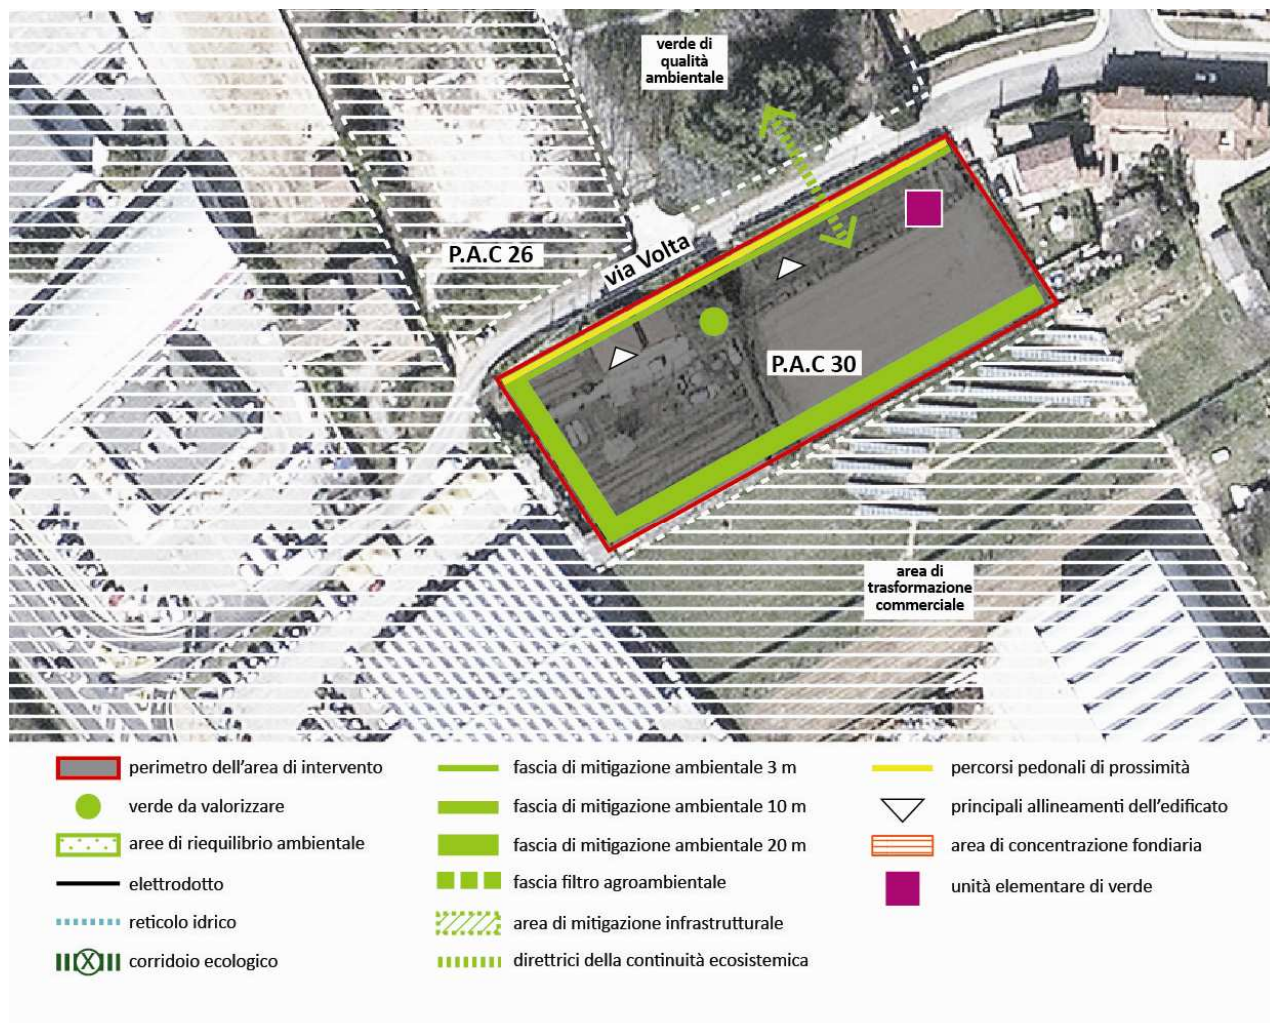 verde di
qualità
ambientale
P.A.C 26
via Volta
P.A.C 30
area di
trasformazione
commerciale
perimetro dell'area di intervento
verde da valorizzare
aree di riequilibrio ambientale
elettrodotto
reticolo idrico
X corridoio ecologico
fascia di mitigazione ambientale 3 m
fascia di mitigazione ambientale 10 m
fascia di mitigazione ambientale 20 m
fascia filtro agroambientale
area di mitigazione infrastrutturale
direttrici della continuità ecosistemica
percorsi pedonali di prossimità
principali allineamenti dell'edificato
area di concentrazione fondiaria
unità elementare di verde